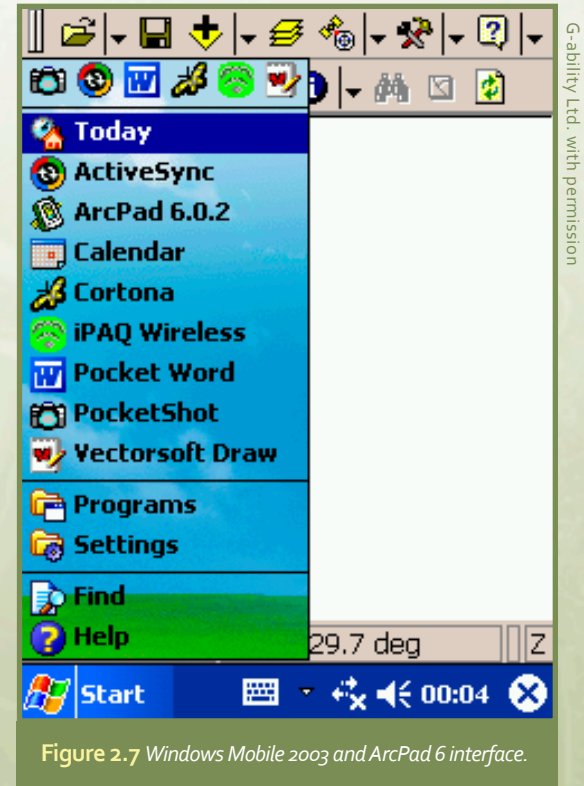 Today
ActiveSync
ArcPad 6.0.2
Calendar
Cortona
iPAQ Wireless
Pocket Word
PocketShot
Vectorsoft Draw
Programs
Settings
Find
Help
29.7 deg
Z
Start
00:04
Figure 2.7 Windows Mobile 2003 and ArcPad 6 interface.
G-ability Ltd. with permission